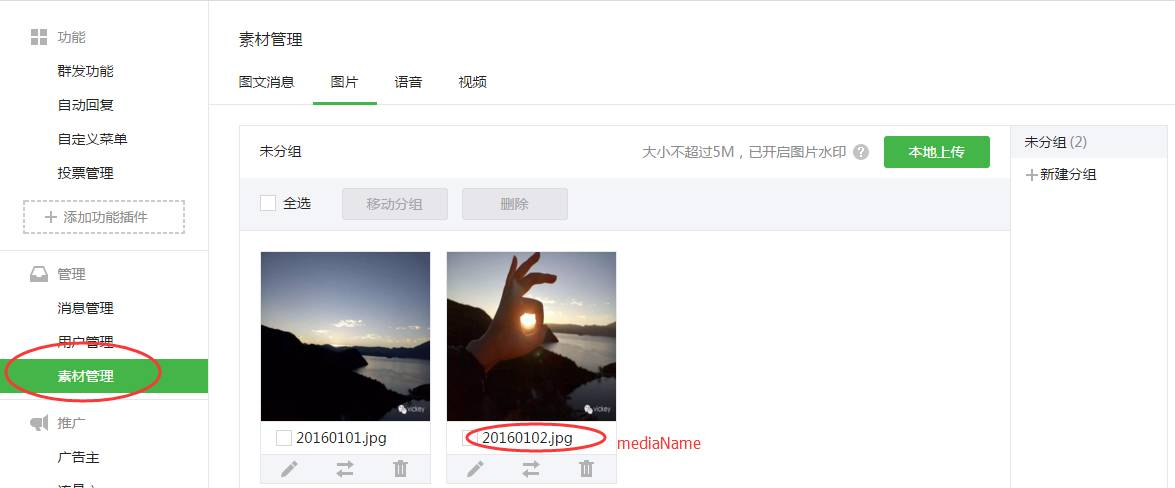 功能
群发功能
自动回复
自定义菜单
投票管理
添加功能插件
管理
消息管理
用户管理
素材管理
推广
广告主
素材管理
图文消息 图片 语音 视频
未分组 大小不超过5M，已开启图片水印 ? 本地上传
全选 移动分组 删除
vickey
vickey
20160101.jpg
20160102.jpg
mediaName
未分组 (2)
新建分组